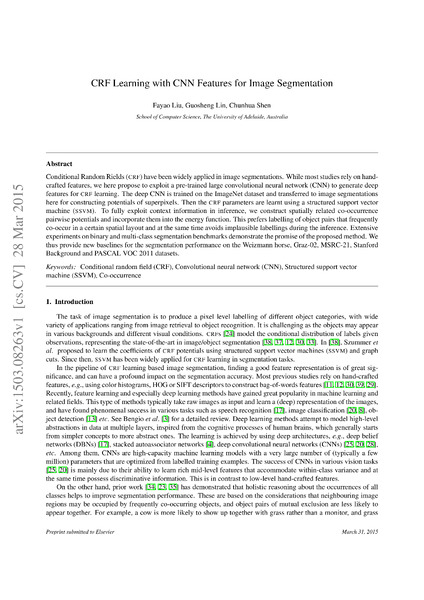 CRF Learning with CNN Features for Image Segmentation
Fayao Liu, Guosheng Lin, Chunhua Shen
School of Computer Science, The University of Adelaide, Australia
arXiv:1503.08263v1 [cs.CV] 28 Mar 2015
Abstract
Conditional Random Rields (CRF) have been widely applied in image segmentations. While most studies rely on hand-
crafted features, we here propose to exploit a pre-trained large convolutional neural network (CNN) to generate deep
features for CRF learning. The deep CNN is trained on the ImageNet dataset and transferred to image segmentations
here for constructing potentials of superpixels. Then the CRF parameters are learnt using a structured support vector
machine (SSVM). To fully exploit context information in inference, we construct spatially related co-occurrence
pairwise potentials and incorporate them into the energy function. This prefers labelling of object pairs that frequently
co-occur in a certain spatial layout and at the same time avoids implausible labellings during the inference. Extensive
experiments on binary and multi-class segmentation benchmarks demonstrate the promise of the proposed method. We
thus provide new baselines for the segmentation performance on the Weizmann horse, Graz-02, MSRC-21, Stanford
Background and PASCAL VOC 2011 datasets.
Keywords: Conditional random field (CRF), Convolutional neural network (CNN), Structured support vector
machine (SSVM), Co-occurrence
1. Introduction
The task of image segmentation is to produce a pixel level labelling of different object categories, with wide
variety of applications ranging from image retrieval to object recognition. It is challenging as the objects may appear
in various backgrounds and different visual conditions. CRFs [24] model the conditional distribution of labels given
observations, representing the state-of-the-art in image/object segmentation [38, 37, 12, 30, 33]. In [38], Szummer et
al. proposed to learn the coefficients of CRF potentials using structured support vector machines (SSVM) and graph
cuts. Since then, SSVM has been widely applied for CRF learning in segmentation tasks.
In the pipeline of CRF learning based image segmentation, finding a good feature representation is of great sig-
nificance, and can have a profound impact on the segmentation accuracy. Most previous studies rely on hand-crafted
features, e.g., using color histograms, HOG or SIFT descriptors to construct bag-of-words features [11, 12, 30, 39, 29].
Recently, feature learning and especially deep learning methods have gained great popularity in machine learning and
related fields. This type of methods typically take raw images as input and learn a (deep) representation of the images,
and have found phenomenal success in various tasks such as speech recognition [17], image classification [20, 8], ob-
ject detection [13] etc. See Bengio et al. [3] for a detailed review. Deep learning methods attempt to model high-level
abstractions in data at multiple layers, inspired from the cognitive processes of human brains, which generally starts
from simpler concepts to more abstract ones. The learning is achieved by using deep architectures, e.g., deep belief
networks (DBNs) [17], stacked autoassociate networks [4], deep convolutional neural networks (CNNs) [25, 20, 28],
etc. Among them, CNNs are high-capacity machine learning models with a very large number of (typically a few
million) parameters that are optimized from labelled training examples. The success of CNNs in various vision tasks
[25, 20] is mainly due to their ability to learn rich mid-level features that accommodate within-class variance and at
the same time possess discriminative information. This is in contrast to low-level hand-crafted features.
On the other hand, prior work [34, 23, 35] has demonstrated that holistic reasoning about the occurrences of all
classes helps to improve segmentation performance. These are based on the considerations that neighbouring image
regions may be occupied by frequently co-occurring objects, and object pairs of mutual exclusion are less likely to
appear together. For example, a cow is more likely to show up together with grass rather than a monitor, and grass
Preprint submitted to Elsevier
March 31, 2015